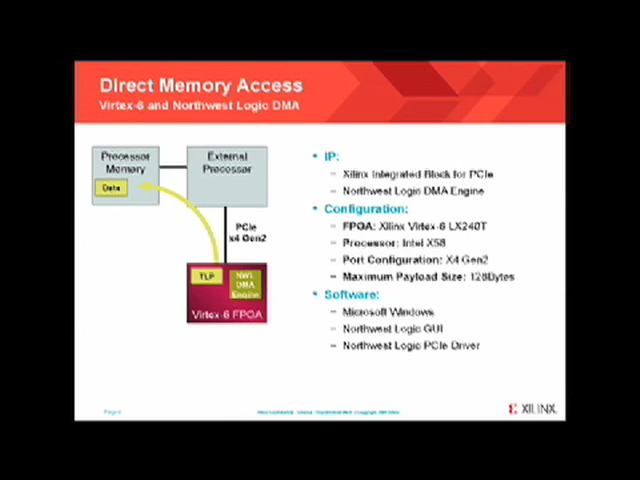 Direct Memory Access
Virtex-6 and Northwest Logic DMA
Processor
Memory
Data
External
Processor
PCIe
x4 Gen2
TLP
NWL
DMA
Engine
Virtex-6 FPGA
• IP:
– Xilinx Integrated Block for PCIe
– Northwest Logic DMA Engine
• Configuration:
– FPGA: Xilinx Virtex-6 LX240T
– Processor: Intel X58
– Port Configuration: X4 Gen2
– Maximum Payload Size: 128Bytes
• Software:
– Microsoft Windows
– Northwest Logic GUI
– Northwest Logic PCIe Driver
XILINX